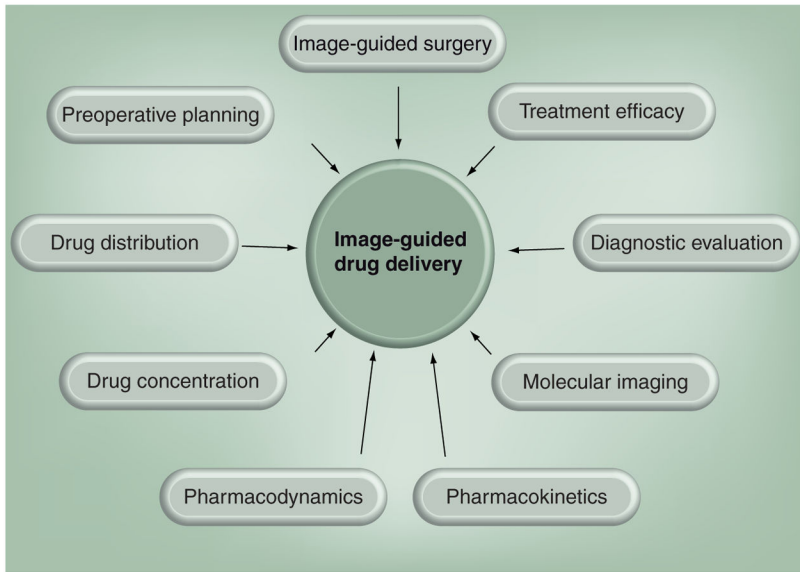 Image-guided surgery
Preoperative planning
Treatment efficacy
Drug distribution
Image-guided
drug delivery
Diagnostic evaluation
Drug concentration
Molecular imaging
Pharmacodynamics
Pharmacokinetics